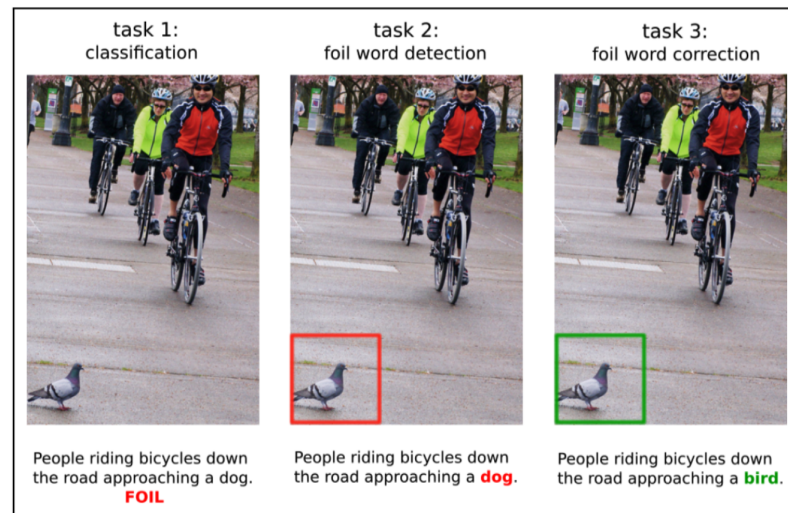 task 1:
classification
task 2:
foil word detection
task 3:
foil word correction
People riding bicycles down
the road approaching a dog.
FOIL
People riding bicycles down
the road approaching a dog.
People riding bicycles down
the road approaching a bird.